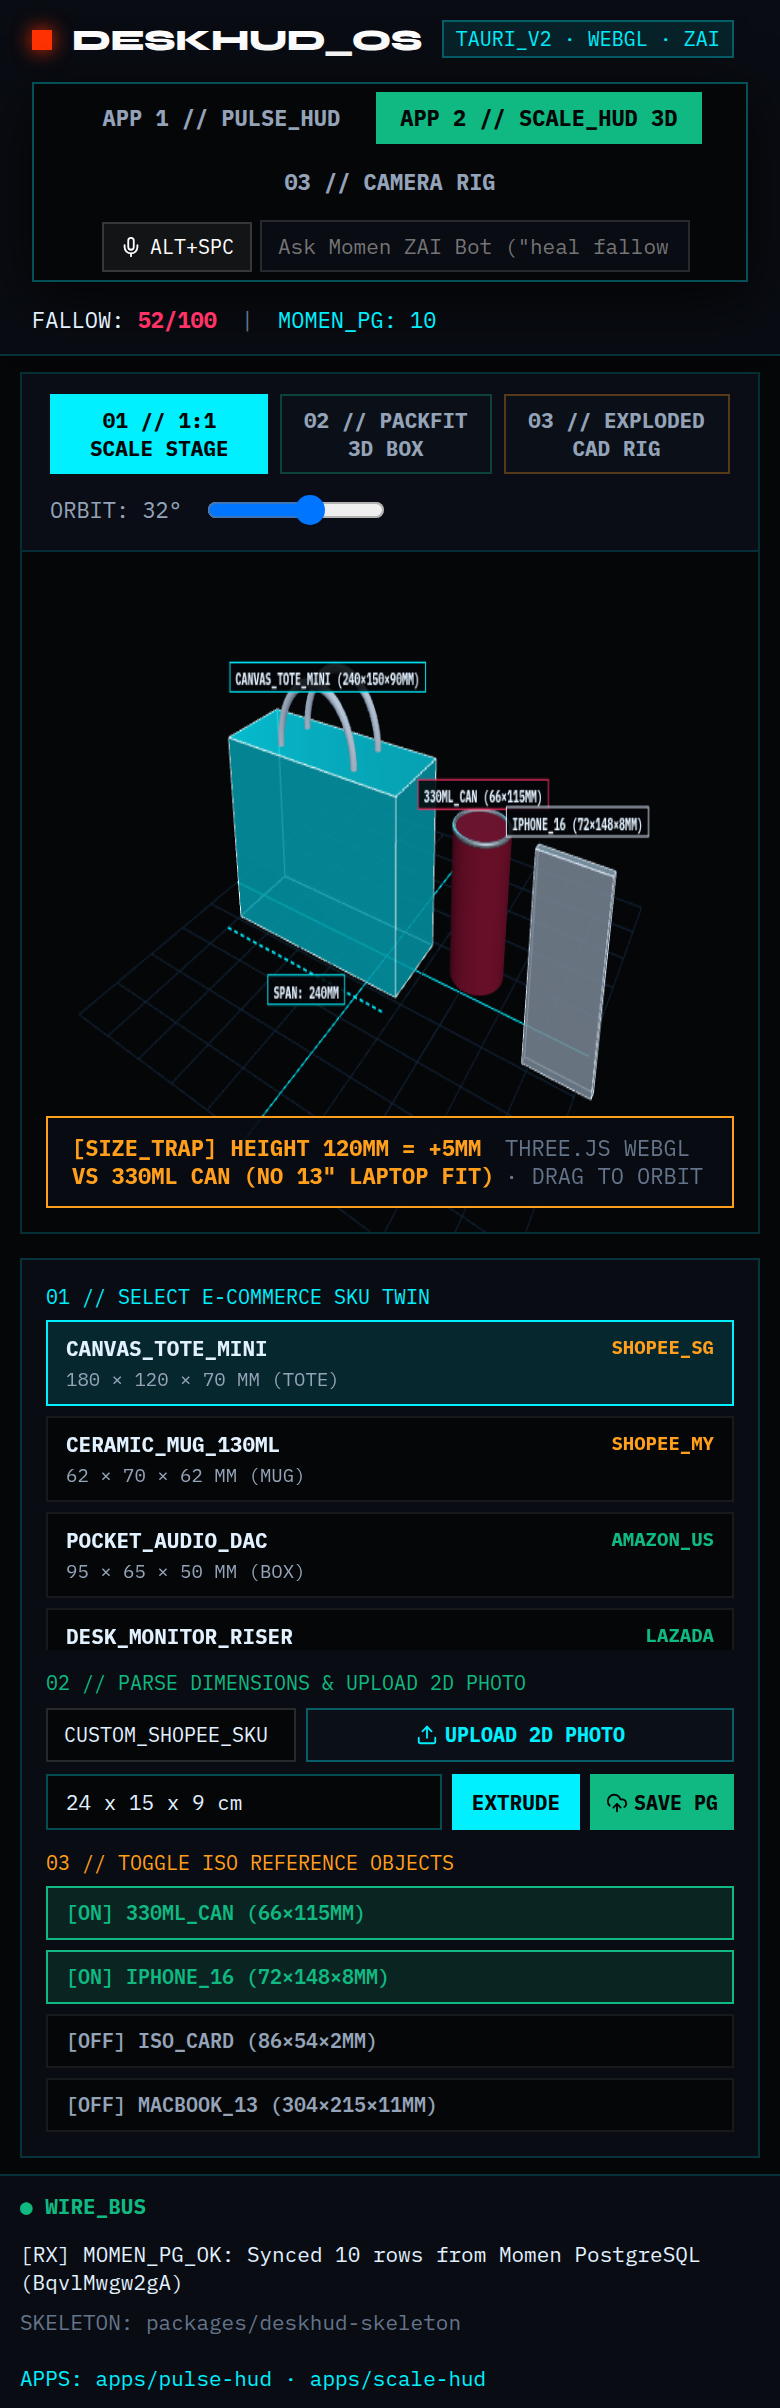 DESKHUD_OS
TAURI_V2 · WEBGL · ZAI
APP 1 // PULSE_HUD
APP 2 // SCALE_HUD 3D
03 // CAMERA RIG
ALT+SPC
Ask Momen ZAI Bot ("heal fallow
FALLOW: 52/100 | MOMEN_PG: 10
01 // 1:1
SCALE STAGE
02 // PACKFIT
3D BOX
03 // EXPLODED
CAD RIG
ORBIT: 32°
CANVAS_TOTE_MINI (240×150×90MM)
330ML_CAN (66×115MM)
IPHONE_16 (72×148×8MM)
SPAN: 240MM
[SIZE_TRAP] HEIGHT 120MM = +5MM
VS 330ML CAN (NO 13" LAPTOP FIT)
THREE.JS WEBGL
· DRAG TO ORBIT
01 // SELECT E-COMMERCE SKU TWIN
CANVAS_TOTE_MINI
SHOPEE_SG
180 × 120 × 70 MM (TOTE)
CERAMIC_MUG_130ML
SHOPEE_MY
62 × 70 × 62 MM (MUG)
POCKET_AUDIO_DAC
AMAZON_US
95 × 65 × 50 MM (BOX)
DESK_MONITOR_RISER
LAZADA
02 // PARSE DIMENSIONS & UPLOAD 2D PHOTO
CUSTOM_SHOPEE_SKU
UPLOAD 2D PHOTO
24 x 15 x 9 cm
EXTRUDE
SAVE PG
03 // TOGGLE ISO REFERENCE OBJECTS
[ON] 330ML_CAN (66×115MM)
[ON] IPHONE_16 (72×148×8MM)
[OFF] ISO_CARD (86×54×2MM)
[OFF] MACBOOK_13 (304×215×11MM)
● WIRE_BUS
[RX] MOMEN_PG_OK: Synced 10 rows from Momen PostgreSQL
(BqvlMwgw2gA)
SKELETON: packages/deskhud-skeleton
APPS: apps/pulse-hud · apps/scale-hud